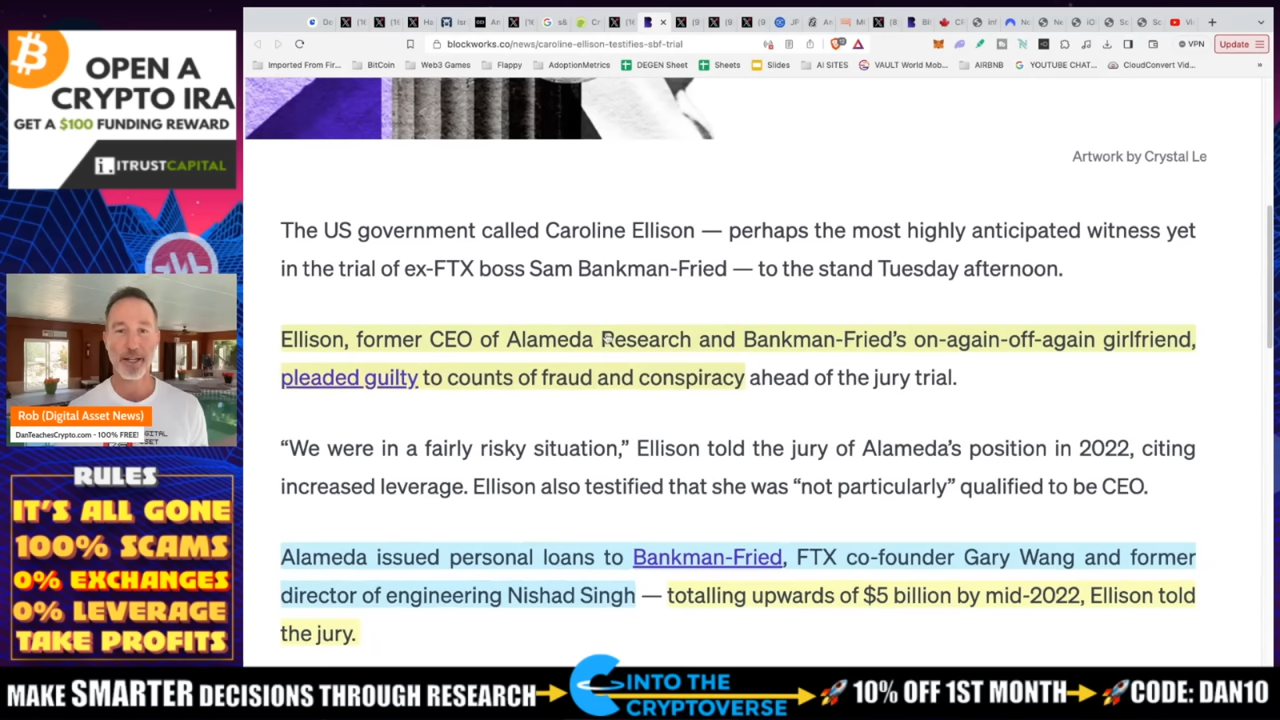 OPEN A
CRYPTO IRA
GET A $100 FUNDING REWARD
i. iTRUSTCAPITAL
Rob (Digital Asset News)
DanTeachesCrypto.com - 100% FREE!
RULES
IT'S ALL GONE
100% SCAMS
0% EXCHANGES
0% LEVERAGE
TAKE PROFITS
blockworks.co/news/caroline-ellison-testifies-sbf-trial
VPN
Update
Imported From Fir...
BitCoin
Web3 Games
Flappy
AdoptionMetrics
DEGEN Sheet
Sheets
Slides
AI SITES
VAULT World Mob...
AIRBNB
YOUTUBE CHAT...
CloudConvert Vid...
Artwork by Crystal Le
The US government called Caroline Ellison — perhaps the most highly anticipated witness yet
in the trial of ex-FTX boss Sam Bankman-Fried — to the stand Tuesday afternoon.
Ellison, former CEO of Alameda Research and Bankman-Fried's on-again-off-again girlfriend,
pleaded guilty to counts of fraud and conspiracy ahead of the jury trial.
“We were in a fairly risky situation,” Ellison told the jury of Alameda's position in 2022, citing
increased leverage. Ellison also testified that she was “not particularly” qualified to be CEO.
Alameda issued personal loans to Bankman-Fried, FTX co-founder Gary Wang and former
director of engineering Nishad Singh — totalling upwards of $5 billion by mid-2022, Ellison told
the jury.
MAKE SMARTER DECISIONS THROUGH RESEARCH
INTO THE
CRYPTOVERSE
10% OFF 1ST MONTH
CODE: DAN10